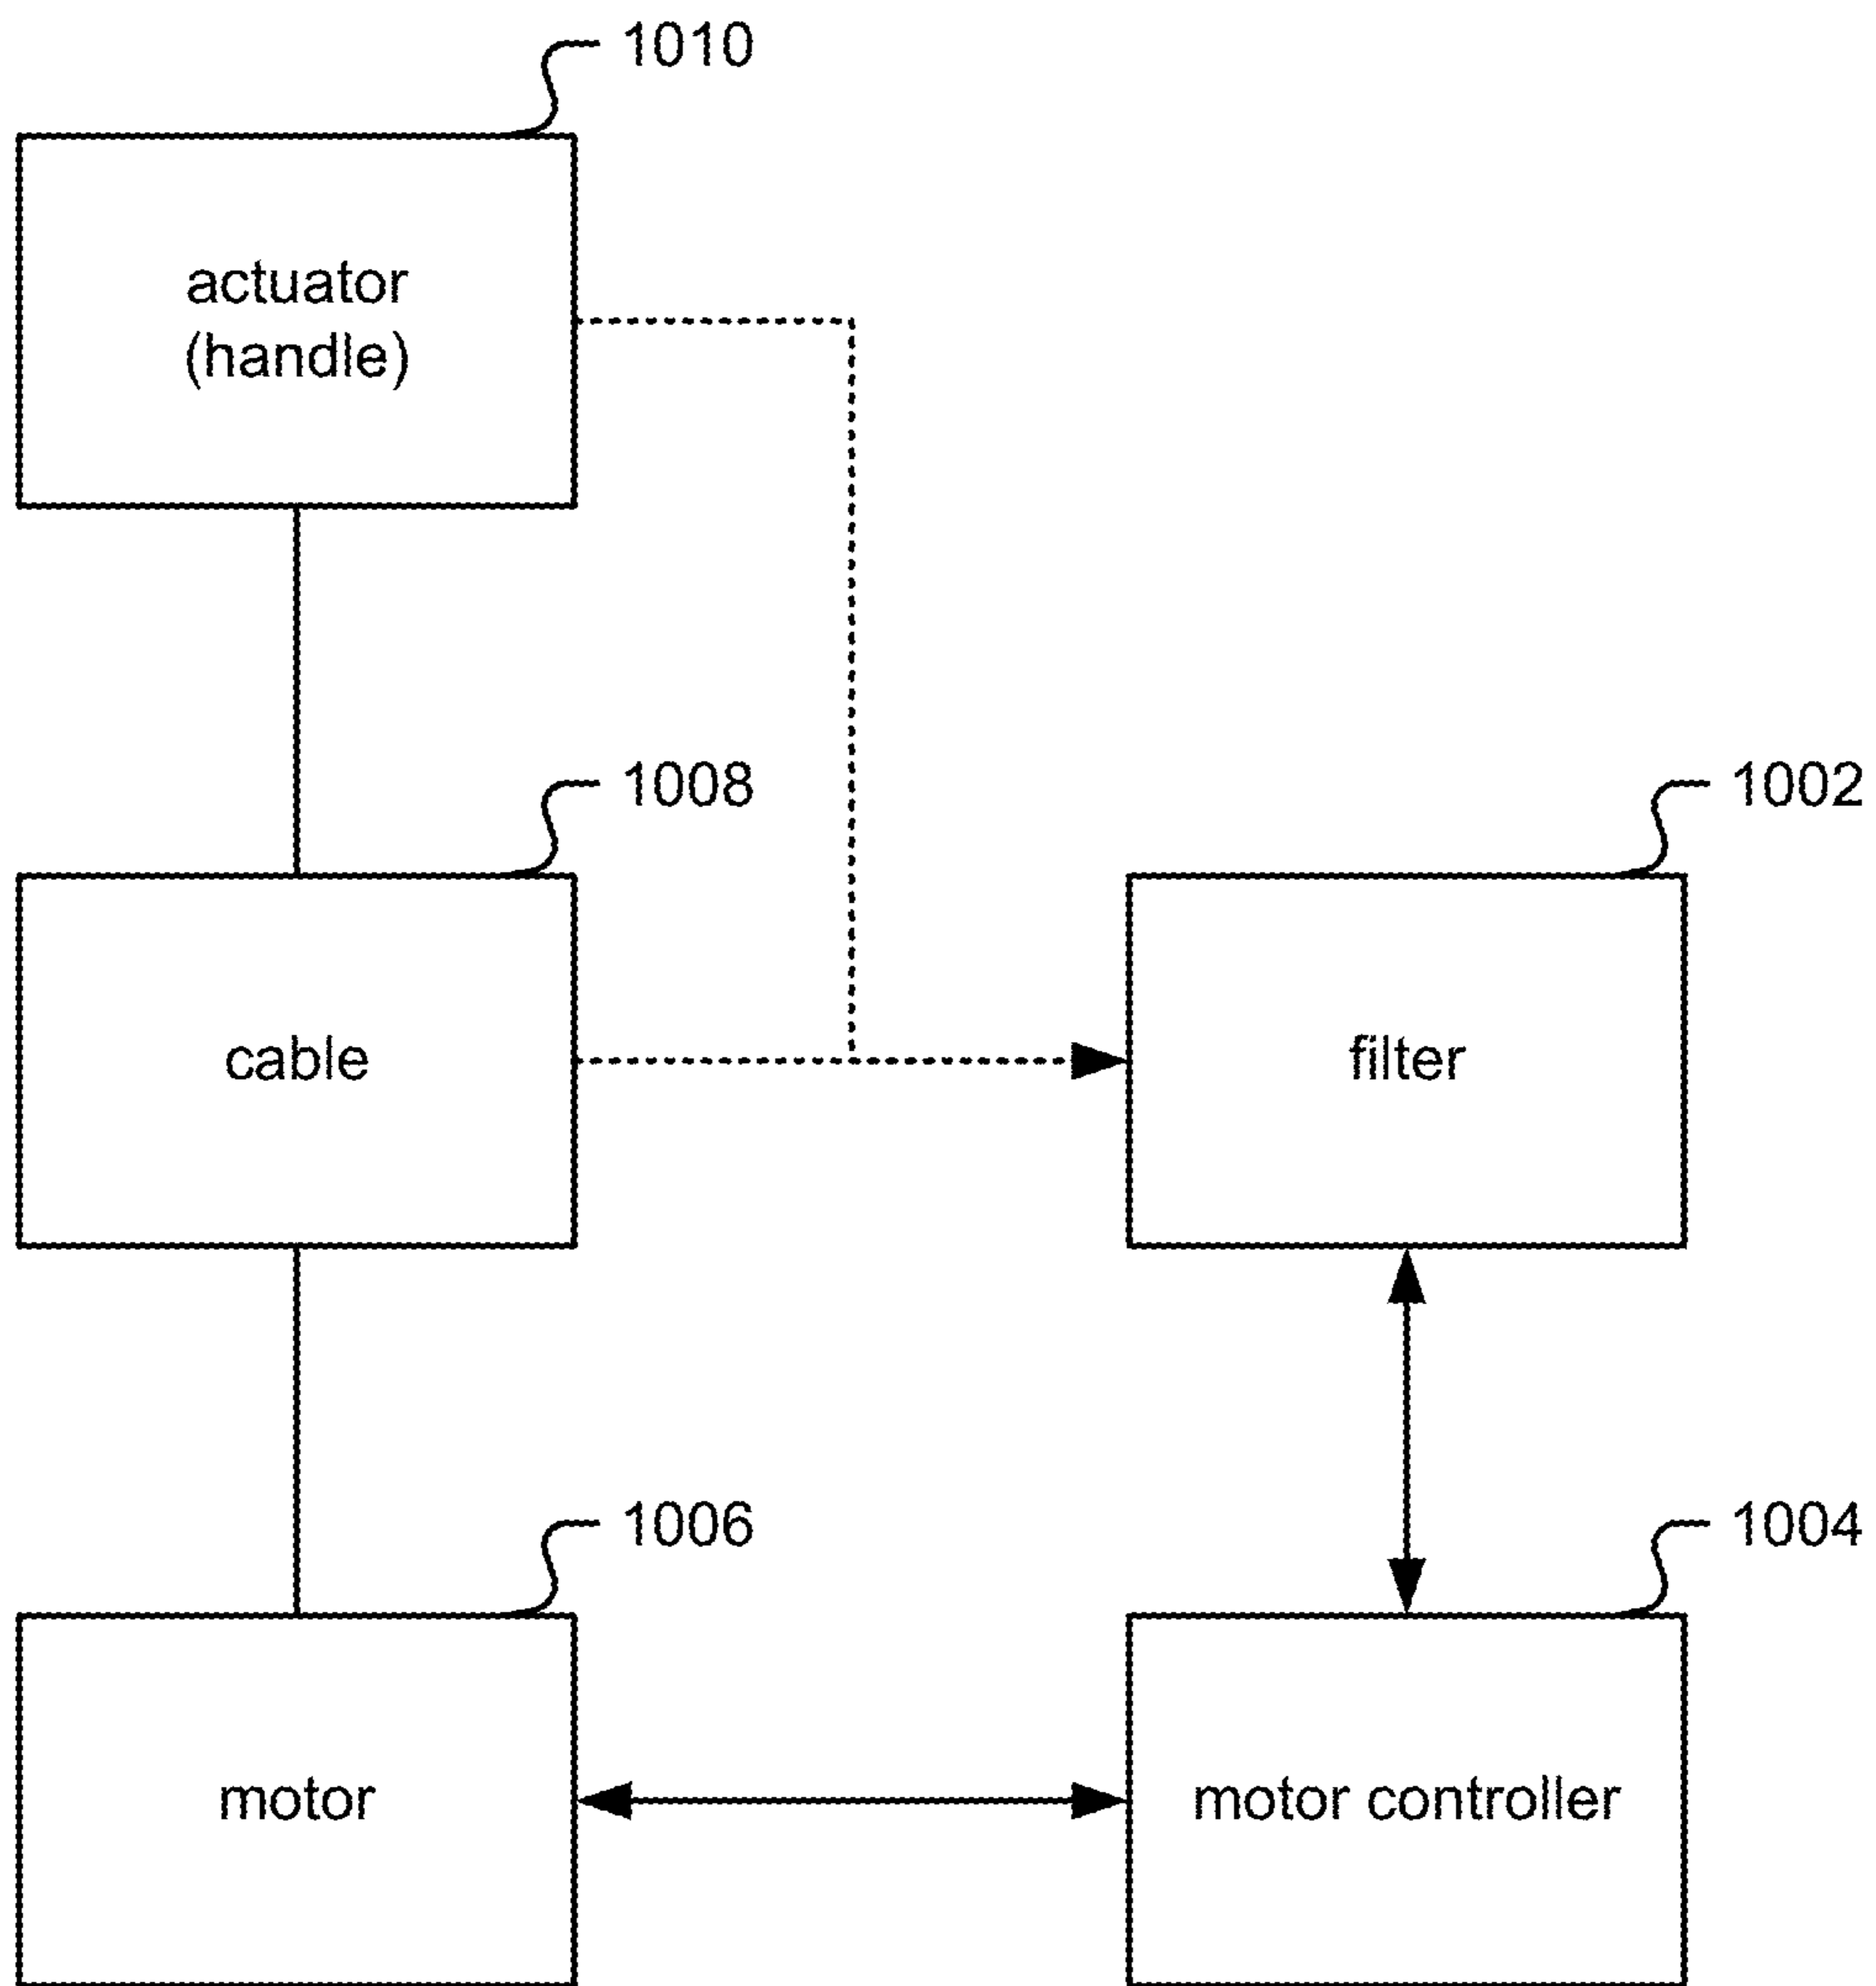 1010
actuator
(handle)
1008
1002
cable
filter
1006
1004
motor
motor controller